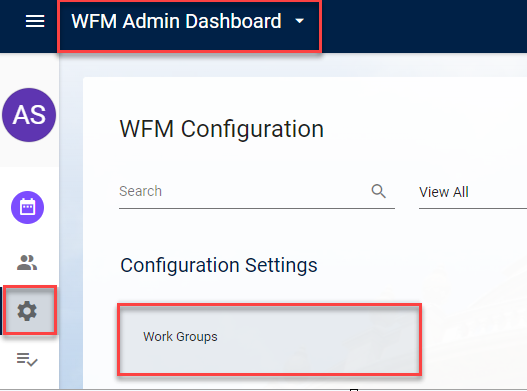 WFM Admin Dashboard
AS
WFM Configuration
Search
View All
Configuration Settings
Work Groups